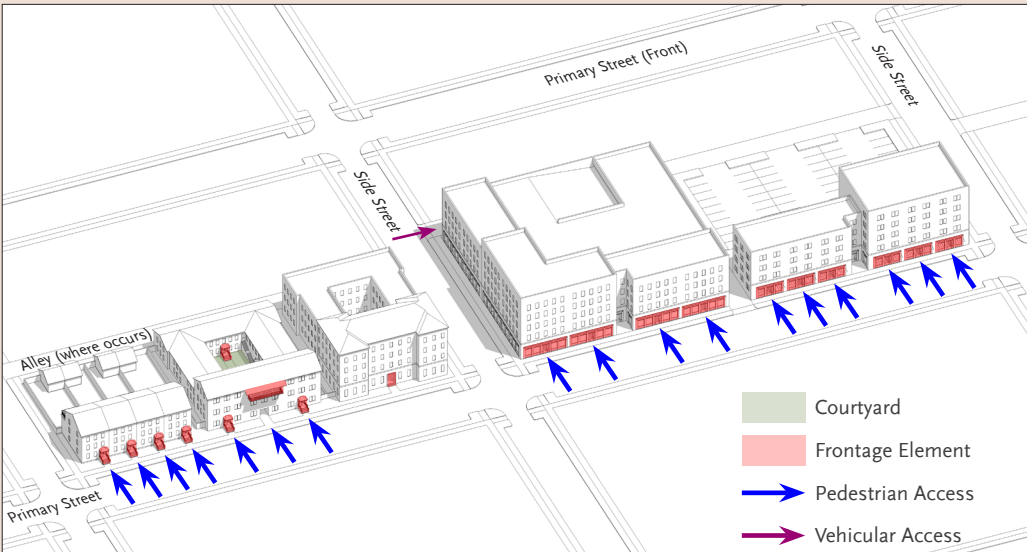 Primary Street (Front)
Side Street
Side Street
Alley (where occurs)
Primary Street
Courtyard
Frontage Element
Pedestrian Access
Vehicular Access